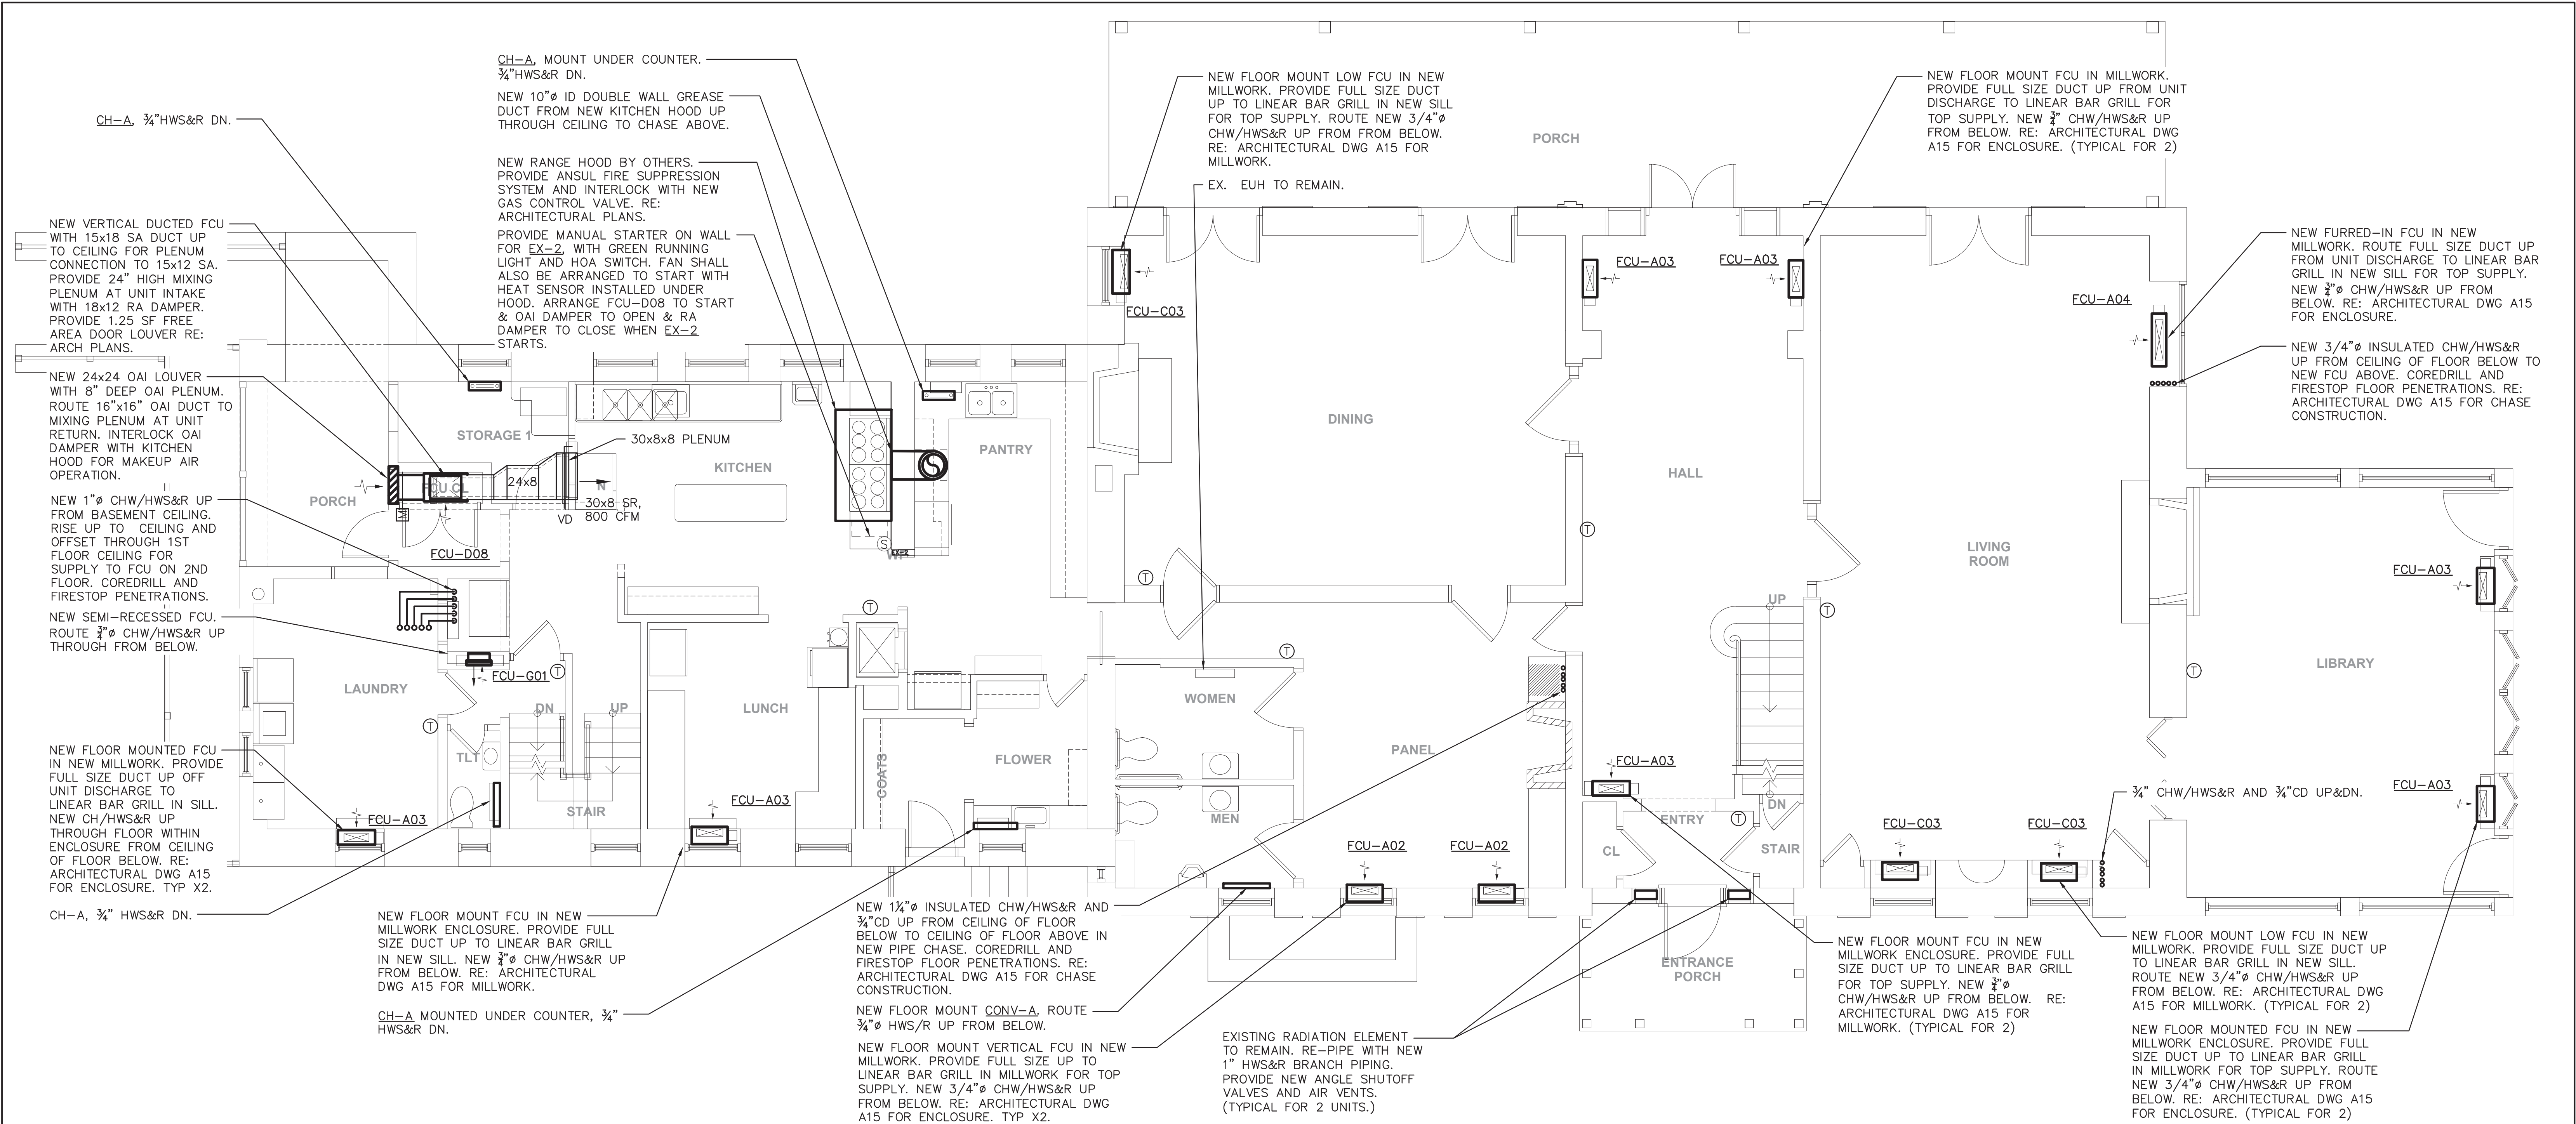 CH-A, ¾"HWS&R DN.
NEW VERTICAL DUCTED FCU
WITH 15x18 SA DUCT UP
TO CEILING FOR PLENUM
CONNECTION TO 15x12 SA.
PROVIDE 24" HIGH MIXING
PLENUM AT UNIT INTAKE
WITH 18x12 RA DAMPER.
PROVIDE 1.25 SF FREE
AREA DOOR LOUVER RE:
ARCH PLANS.
NEW 24x24 OAI LOUVER
WITH 8" DEEP OAI PLENUM.
ROUTE 16"x16" OAI DUCT TO
MIXING PLENUM AT UNIT
RETURN. INTERLOCK OAI
DAMPER WITH KITCHEN
HOOD FOR MAKEUP AIR
OPERATION.
NEW 1"ø CHW/HWS&R UP
FROM BASEMENT CEILING.
RISE UP TO CEILING AND
OFFSET THROUGH 1ST
FLOOR CEILING FOR
SUPPLY TO FCU ON 2ND
FLOOR. COREDRILL AND
FIRESTOP PENETRATIONS.
NEW SEMI-RECESSED FCU.
ROUTE ¾"ø CHW/HWS&R UP
THROUGH FROM BELOW.
NEW FLOOR MOUNTED FCU
IN NEW MILLWORK. PROVIDE
FULL SIZE DUCT UP OFF
UNIT DISCHARGE TO
LINEAR BAR GRILL IN SILL.
NEW CH/HWS&R UP
THROUGH FLOOR WITHIN
ENCLOSURE FROM CEILING
OF FLOOR BELOW. RE:
ARCHITECTURAL DWG A15
FOR ENCLOSURE. TYP X2.
CH-A, ¾" HWS&R DN.
CH-A, MOUNT UNDER COUNTER.
¾"HWS&R DN.
NEW 10"ø ID DOUBLE WALL GREASE
DUCT FROM NEW KITCHEN HOOD UP
THROUGH CEILING TO CHASE ABOVE.
NEW RANGE HOOD BY OTHERS.
PROVIDE ANSUL FIRE SUPPRESSION
SYSTEM AND INTERLOCK WITH NEW
GAS CONTROL VALVE. RE:
ARCHITECTURAL PLANS.
PROVIDE MANUAL STARTER ON WALL
FOR EX-2, WITH GREEN RUNNING
LIGHT AND HOA SWITCH. FAN SHALL
ALSO BE ARRANGED TO START WITH
HEAT SENSOR INSTALLED UNDER
HOOD. ARRANGE FCU-D08 TO START
& OAI DAMPER TO OPEN & RA
DAMPER TO CLOSE WHEN EX-2
STARTS.
NEW FLOOR MOUNT LOW FCU IN NEW
MILLWORK. PROVIDE FULL SIZE DUCT
UP TO LINEAR BAR GRILL IN NEW SILL
FOR TOP SUPPLY. ROUTE NEW 3/4"ø
CHW/HWS&R UP FROM FROM BELOW.
RE: ARCHITECTURAL DWG A15 FOR
MILLWORK.
EX. EUH TO REMAIN.
NEW FLOOR MOUNT FCU IN MILLWORK.
PROVIDE FULL SIZE DUCT UP FROM UNIT
DISCHARGE TO LINEAR BAR GRILL FOR
TOP SUPPLY. NEW ¾" CHW/HWS&R UP
FROM BELOW. RE: ARCHITECTURAL DWG
A15 FOR ENCLOSURE. (TYPICAL FOR 2)
NEW FURRED-IN FCU IN NEW
MILLWORK. ROUTE FULL SIZE DUCT UP
FROM UNIT DISCHARGE TO LINEAR BAR
GRILL IN NEW SILL FOR TOP SUPPLY.
NEW ¾"ø CHW/HWS&R UP FROM
BELOW. RE: ARCHITECTURAL DWG A15
FOR ENCLOSURE.
NEW 3/4"ø INSULATED CHW/HWS&R
UP FROM CEILING OF FLOOR BELOW TO
NEW FCU ABOVE. COREDRILL AND
FIRESTOP FLOOR PENETRATIONS. RE:
ARCHITECTURAL DWG A15 FOR CHASE
CONSTRUCTION.
PORCH
FCU-C03
FCU-A03
FCU-A03
FCU-A04
STORAGE 1
30x8x8 PLENUM
KITCHEN
PANTRY
DINING
HALL
LIVING
ROOM
PORCH
FCU CL
24x8
N
M
VD
30x8 SR,
800 CFM
FCU-D08
S
EX-2
T
T
T
T
T
T
T
T
T
FCU-G01
LAUNDRY
DN
UP
TLT
STAIR
LUNCH
COATS
FLOWER
WOMEN
MEN
PANEL
UP
DN
ENTRY
CL
STAIR
LIBRARY
FCU-A03
FCU-A03
FCU-A03
FCU-A03
FCU-A03
FCU-A02
FCU-A02
FCU-C03
FCU-C03
¾" CHW/HWS&R AND ¾"CD UP&DN.
ENTRANCE
PORCH
NEW FLOOR MOUNT FCU IN NEW
MILLWORK ENCLOSURE. PROVIDE FULL
SIZE DUCT UP TO LINEAR BAR GRILL
IN NEW SILL. NEW ¾"ø CHW/HWS&R UP
FROM BELOW. RE: ARCHITECTURAL
DWG A15 FOR MILLWORK.
CH-A MOUNTED UNDER COUNTER, ¾"
HWS&R DN.
NEW 1¼"ø INSULATED CHW/HWS&R AND
¾"CD UP FROM CEILING OF FLOOR
BELOW TO CEILING OF FLOOR ABOVE IN
NEW PIPE CHASE. COREDRILL AND
FIRESTOP FLOOR PENETRATIONS. RE:
ARCHITECTURAL DWG A15 FOR CHASE
CONSTRUCTION.
NEW FLOOR MOUNT CONV-A, ROUTE
¾"ø HWS/R UP FROM BELOW.
NEW FLOOR MOUNT VERTICAL FCU IN NEW
MILLWORK. PROVIDE FULL SIZE UP TO
LINEAR BAR GRILL IN MILLWORK FOR TOP
SUPPLY. NEW 3/4"ø CHW/HWS&R UP
FROM BELOW. RE: ARCHITECTURAL DWG
A15 FOR ENCLOSURE. TYP X2.
EXISTING RADIATION ELEMENT
TO REMAIN. RE-PIPE WITH NEW
1" HWS&R BRANCH PIPING.
PROVIDE NEW ANGLE SHUTOFF
VALVES AND AIR VENTS.
(TYPICAL FOR 2 UNITS.)
NEW FLOOR MOUNT FCU IN NEW
MILLWORK ENCLOSURE. PROVIDE FULL
SIZE DUCT UP TO LINEAR BAR GRILL
FOR TOP SUPPLY. NEW ¾"ø
CHW/HWS&R UP FROM BELOW. RE:
ARCHITECTURAL DWG A15 FOR
MILLWORK. (TYPICAL FOR 2)
NEW FLOOR MOUNT LOW FCU IN NEW
MILLWORK. PROVIDE FULL SIZE DUCT UP
TO LINEAR BAR GRILL IN NEW SILL.
ROUTE NEW 3/4"ø CHW/HWS&R UP
FROM BELOW. RE: ARCHITECTURAL DWG
A15 FOR MILLWORK. (TYPICAL FOR 2)
NEW FLOOR MOUNTED FCU IN NEW
MILLWORK ENCLOSURE. PROVIDE FULL
SIZE DUCT UP TO LINEAR BAR GRILL
IN MILLWORK FOR TOP SUPPLY. ROUTE
NEW 3/4"ø CHW/HWS&R UP FROM
BELOW. RE: ARCHITECTURAL DWG A15
FOR ENCLOSURE. (TYPICAL FOR 2)